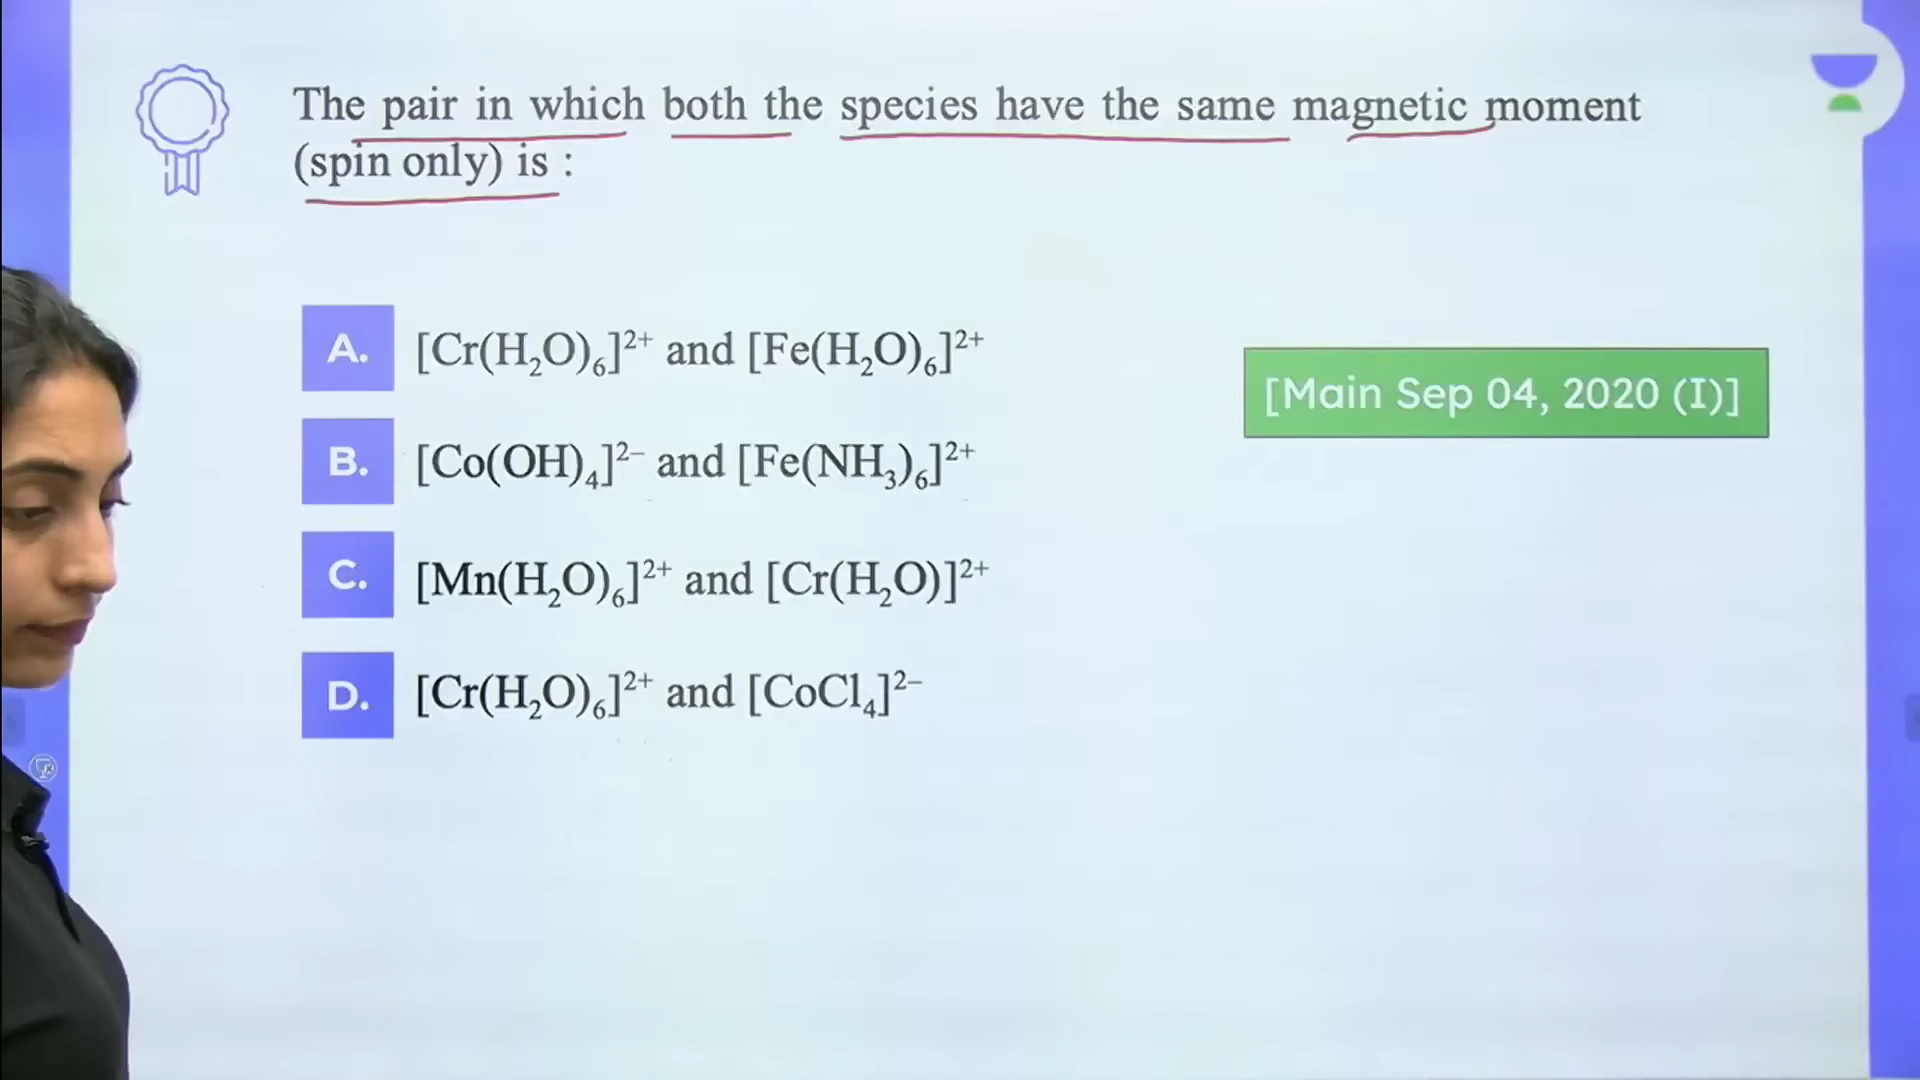 The pair in which both the species have the same magnetic moment
(spin only) is :
A. [Cr(H₂O)₆]²⁺ and [Fe(H₂O)₆]²⁺
[Main Sep 04, 2020 (I)]
B. [Co(OH)₄]²⁻ and [Fe(NH₃)₆]²⁺
C. [Mn(H₂O)₆]²⁺ and [Cr(H₂O)]²⁺
D. [Cr(H₂O)₆]²⁺ and [CoCl₄]²⁻